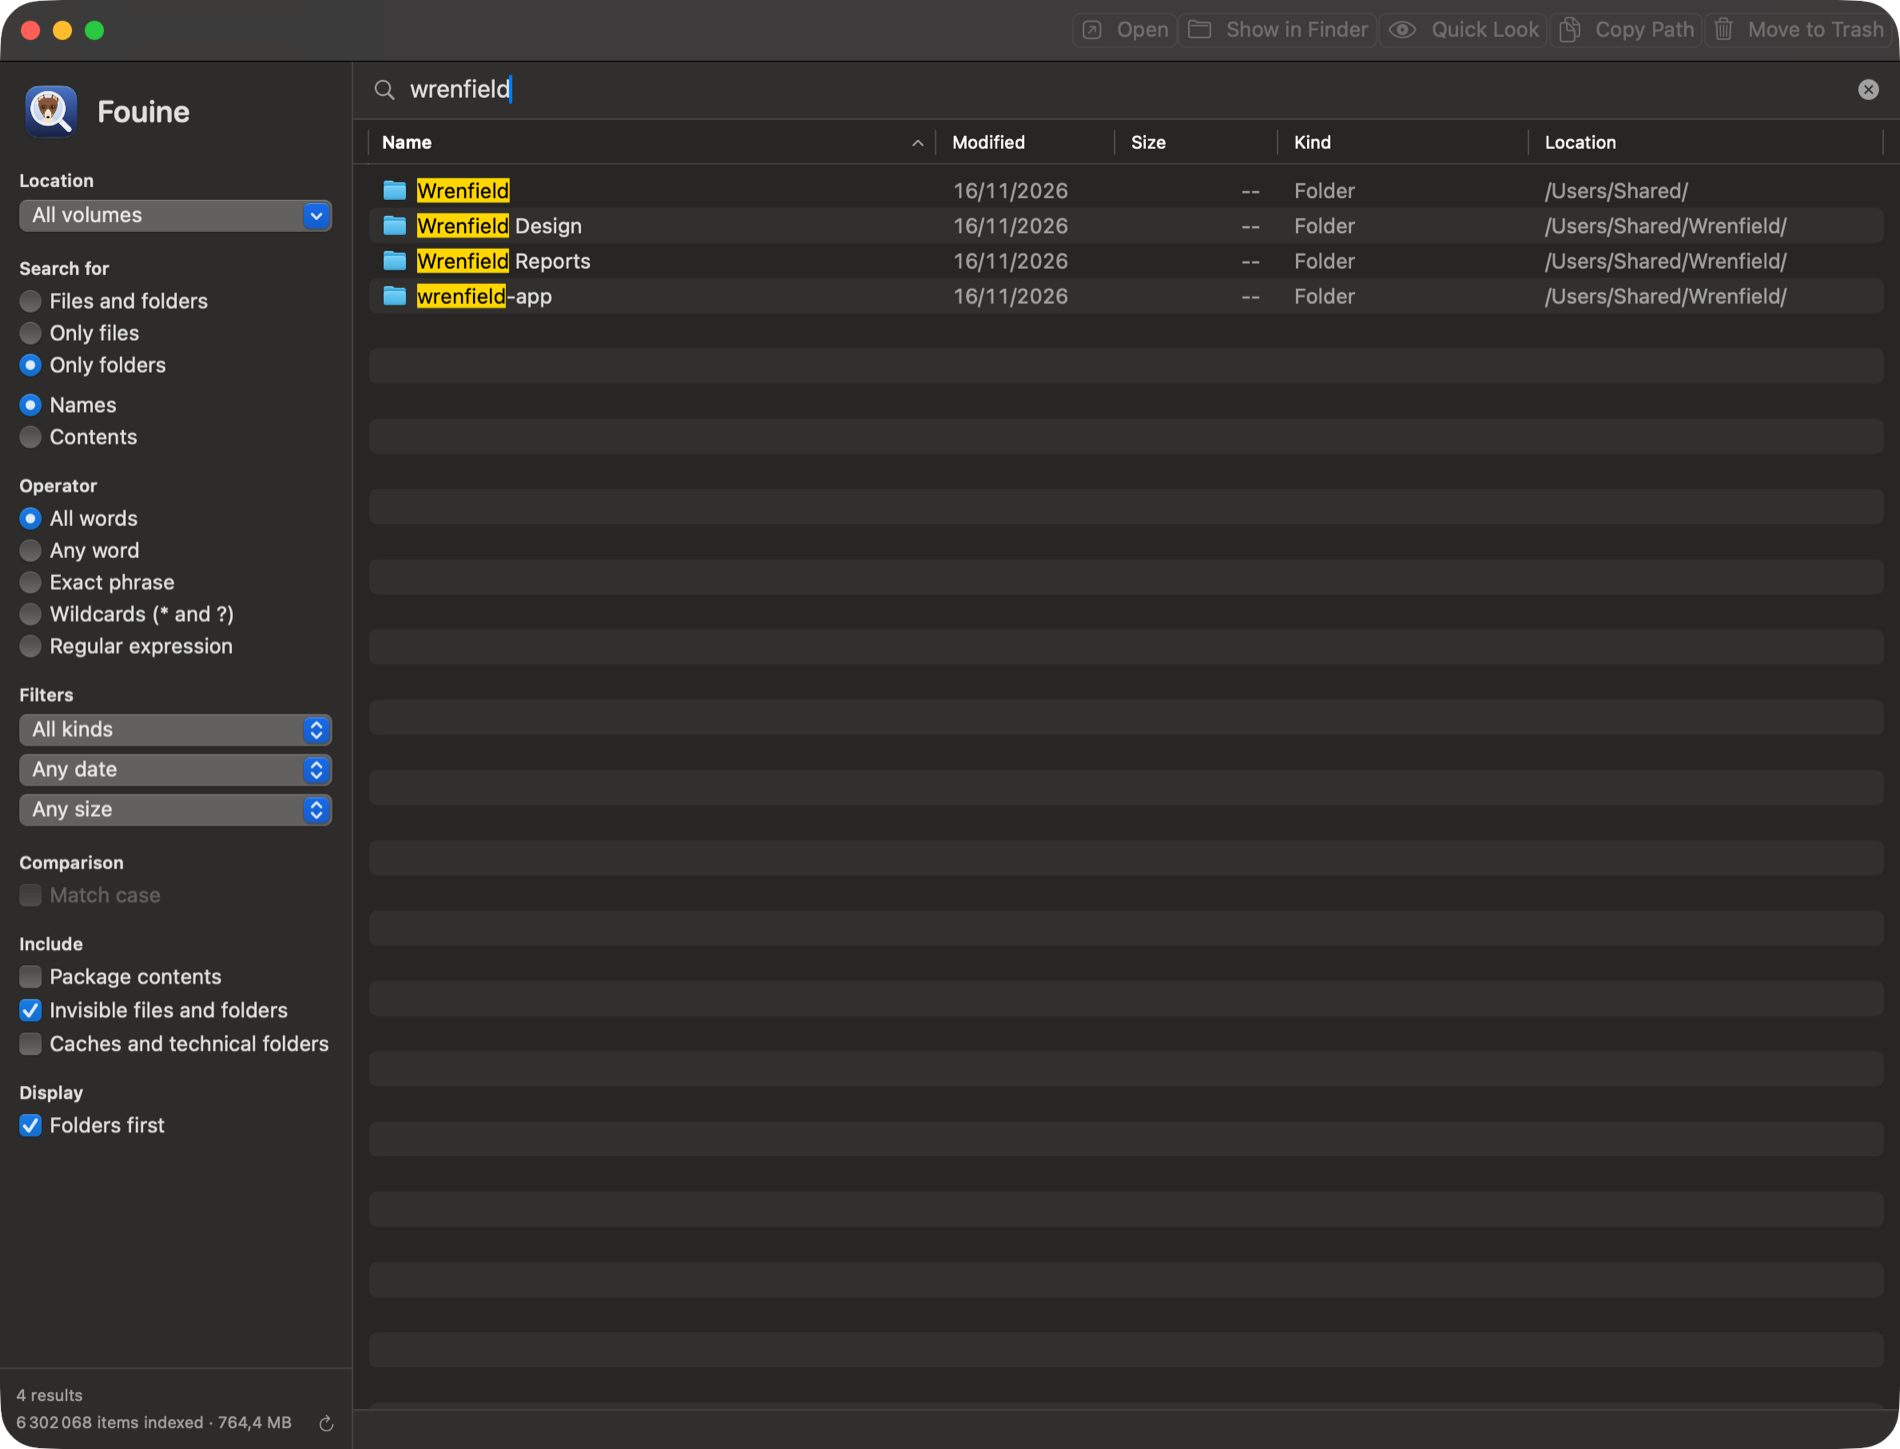 Open Show in Finder Quick Look Copy Path Move to Trash
Fouine
wrenfield
Location
All volumes
Search for
Files and folders
Only files
Only folders
Names
Contents
Operator
All words
Any word
Exact phrase
Wildcards (* and ?)
Regular expression
Filters
All kinds
Any date
Any size
Comparison
Match case
Include
Package contents
Invisible files and folders
Caches and technical folders
Display
Folders first
4 results
6 302 068 items indexed · 764,4 MB
Name Modified Size Kind Location
Wrenfield 16/11/2026 -- Folder /Users/Shared/
Wrenfield Design 16/11/2026 -- Folder /Users/Shared/Wrenfield/
Wrenfield Reports 16/11/2026 -- Folder /Users/Shared/Wrenfield/
wrenfield-app 16/11/2026 -- Folder /Users/Shared/Wrenfield/